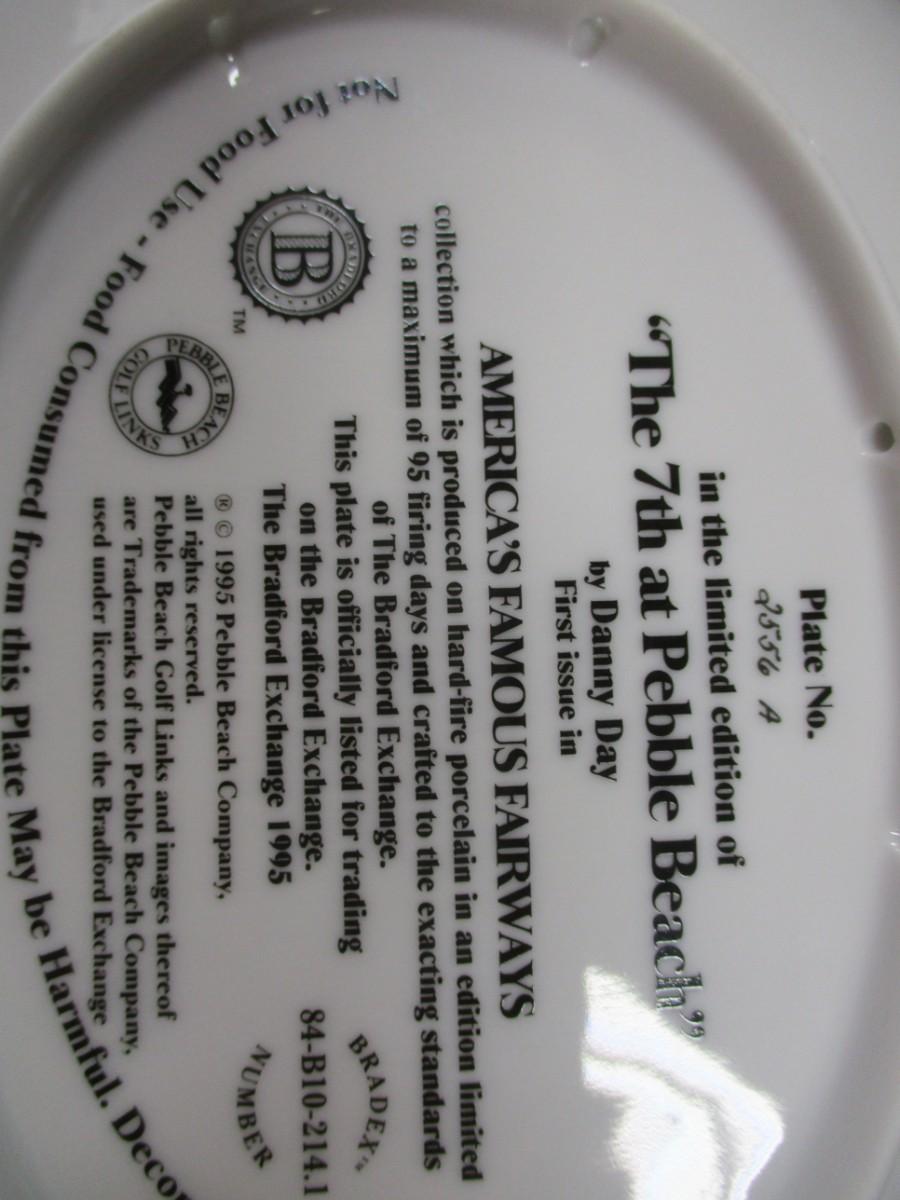 Plate No.
2556 A
in the limited edition of
“The 7th at Pebble Beach”
by Danny Day
First issue in
AMERICA'S FAMOUS FAIRWAYS
collection which is produced on hard-fire porcelain in an edition limited
to a maximum of 95 firing days and crafted to the exacting standards
of The Bradford Exchange.
This plate is officially listed for trading
on the Bradford Exchange.
The Bradford Exchange 1995
BRADEX
84-B10-214.1
NUMBER
THE BRADFORD EXCHANGE
B
TM
PEBBLE BEACH
GOLF LINKS
® © 1995 Pebble Beach Company,
all rights reserved.
Pebble Beach Golf Links and images thereof
are Trademarks of the Pebble Beach Company,
used under license to the Bradford Exchange
Not for Food Use - Food Consumed from this Plate May be Harmful. Decor